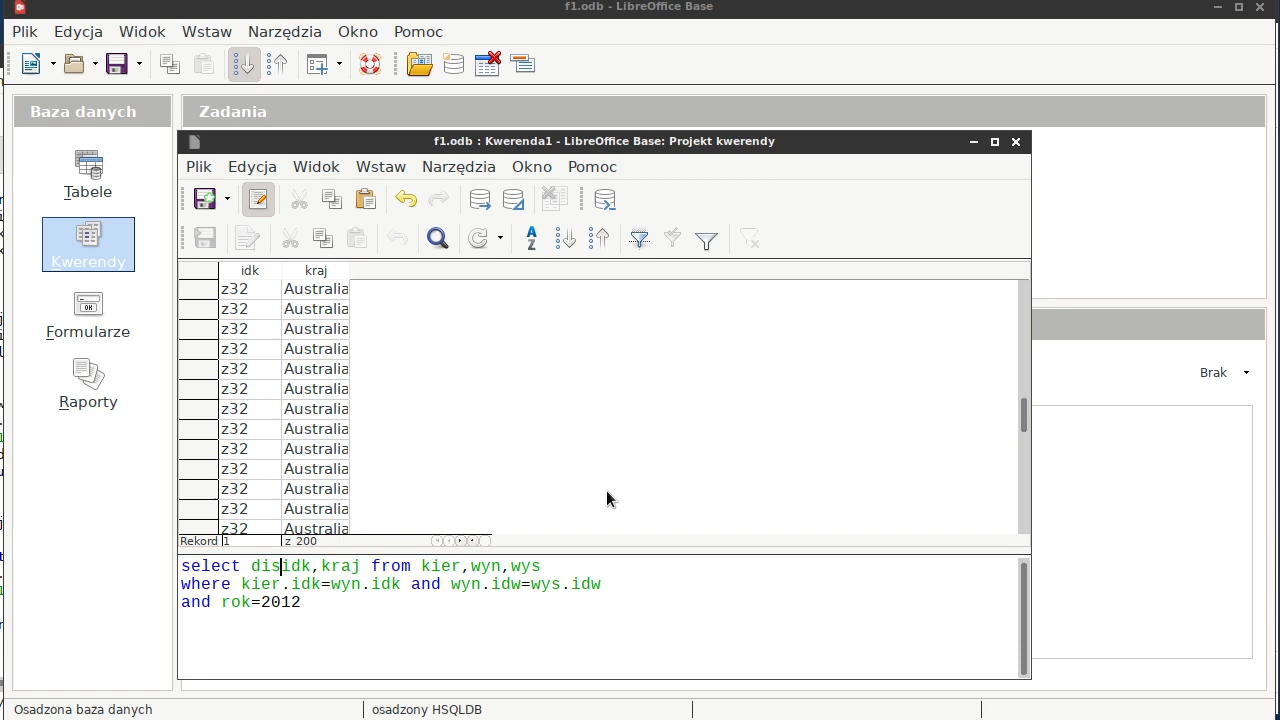 f1.odb - LibreOffice Base
Plik Edycja Widok Wstaw Narzędzia Okno Pomoc
Baza danych
Zadania
Tabele
Kwerendy
Formularze
Raporty
f1.odb : Kwerenda1 - LibreOffice Base: Projekt kwerendy
Plik Edycja Widok Wstaw Narzędzia Okno Pomoc
idk kraj
z32 Australia
z32 Australia
z32 Australia
z32 Australia
z32 Australia
z32 Australia
z32 Australia
z32 Australia
z32 Australia
z32 Australia
z32 Australia
z32 Australia
z32 Australia
Rekord 1 z 200
select disidk,kraj from kier,wyn,wys
where kier.idk=wyn.idk and wyn.idw=wys.idw
and rok=2012
Brak
Osadzona baza danych
osadzony HSQLDB